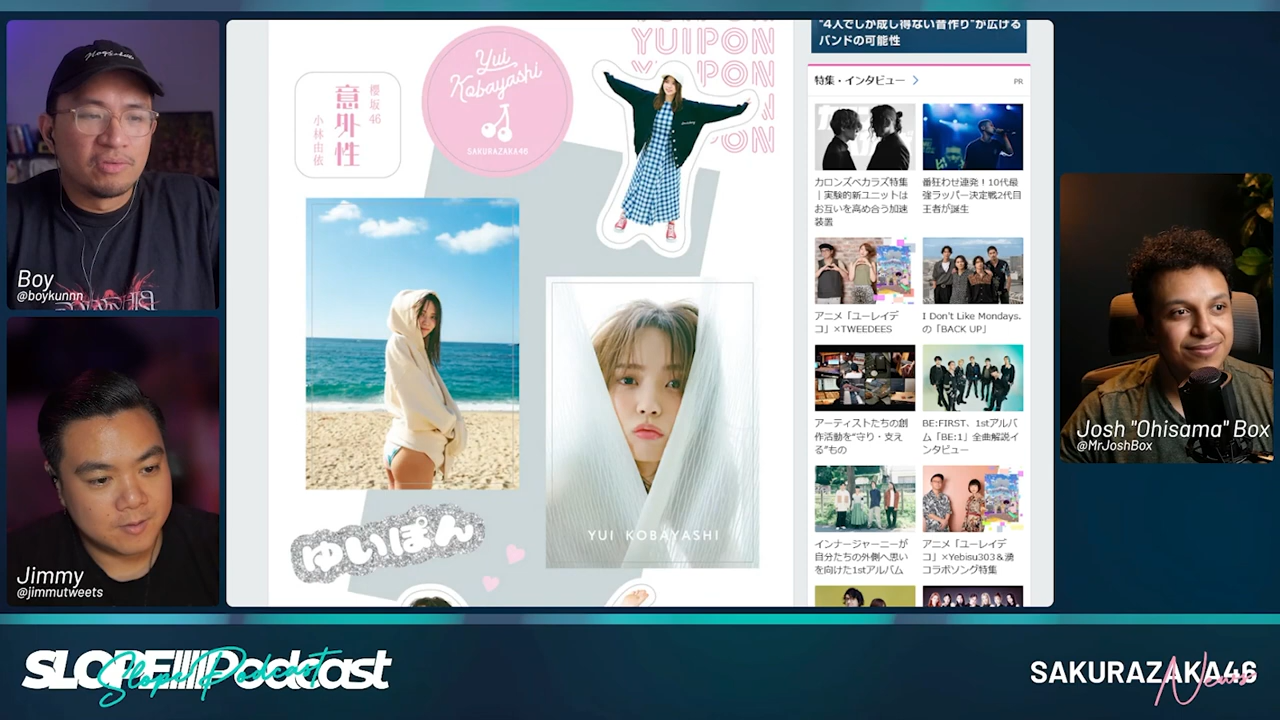 Boy
@boykunnn
Jimmy
@jimmutweets
意外性
櫻坂46
小林由依
Yui
Kobayashi
SAKURAZAKA46
YUIPON
ゆいぽん
YUI KOBAYASHI
"4人でしか成し得ない音作り"が広げる
バンドの可能性
特集・インタビュー
PR
カロンズベカラズ特集
｜実験的新ユニットは
お互いを高め合う加速
装置
番狂わせ連発！10代最
強ラッパー決定戦2代目
王者が誕生
アニメ「ユーレイデ
コ」×TWEEDEES
I Don't Like Mondays.
の「BACK UP」
アーティストたちの創
作活動を"守り・支え
る"もの
BE:FIRST、1stアルバ
ム「BE:1」全曲解説イ
ンタビュー
インナージャーニーが
自分たちの外側へ思い
を向けた1stアルバム
アニメ「ユーレイデ
コ」×Yebisu303＆湧
コラボソング特集
Josh "Ohisama" Box
@MrJoshBox
SLOPE Podcast
Slope Podcast
SAKURAZAKA46
News